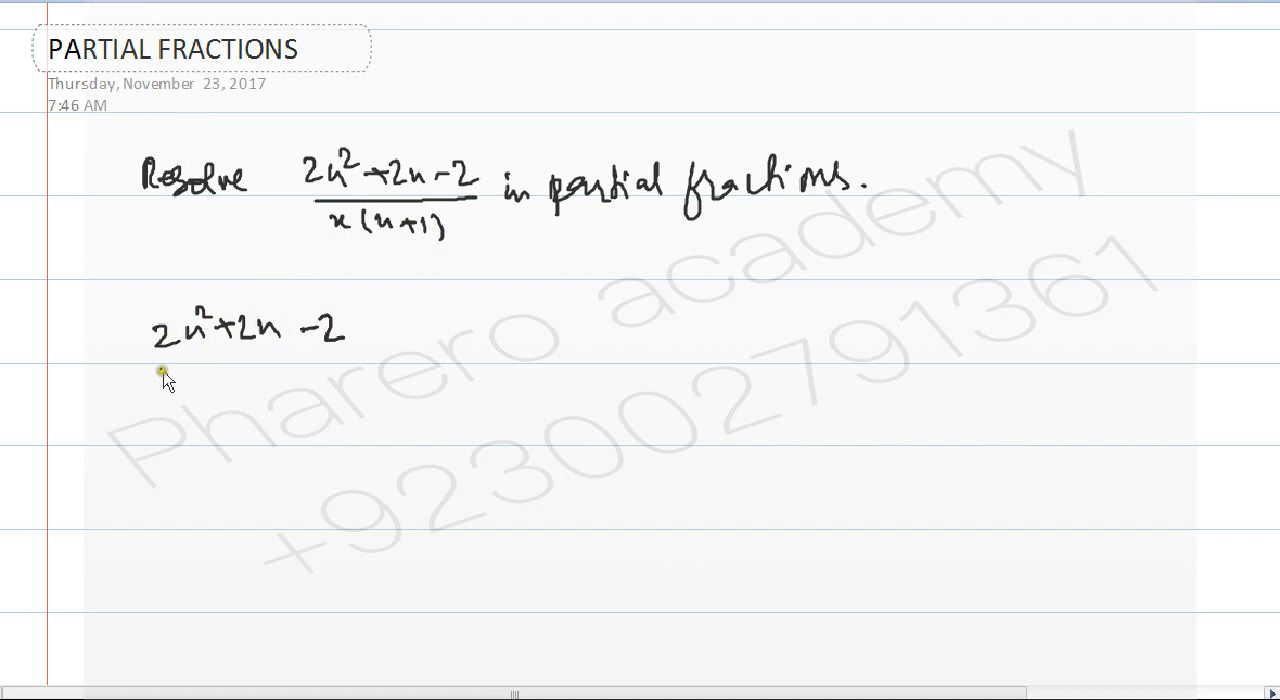 PARTIAL FRACTIONS
Thursday, November 23, 2017
7:46 AM
Resolve 2x²+2x-2 in partial fractions.
x(x+1)
2x²+2x-2
Pharero academy
+923002791361